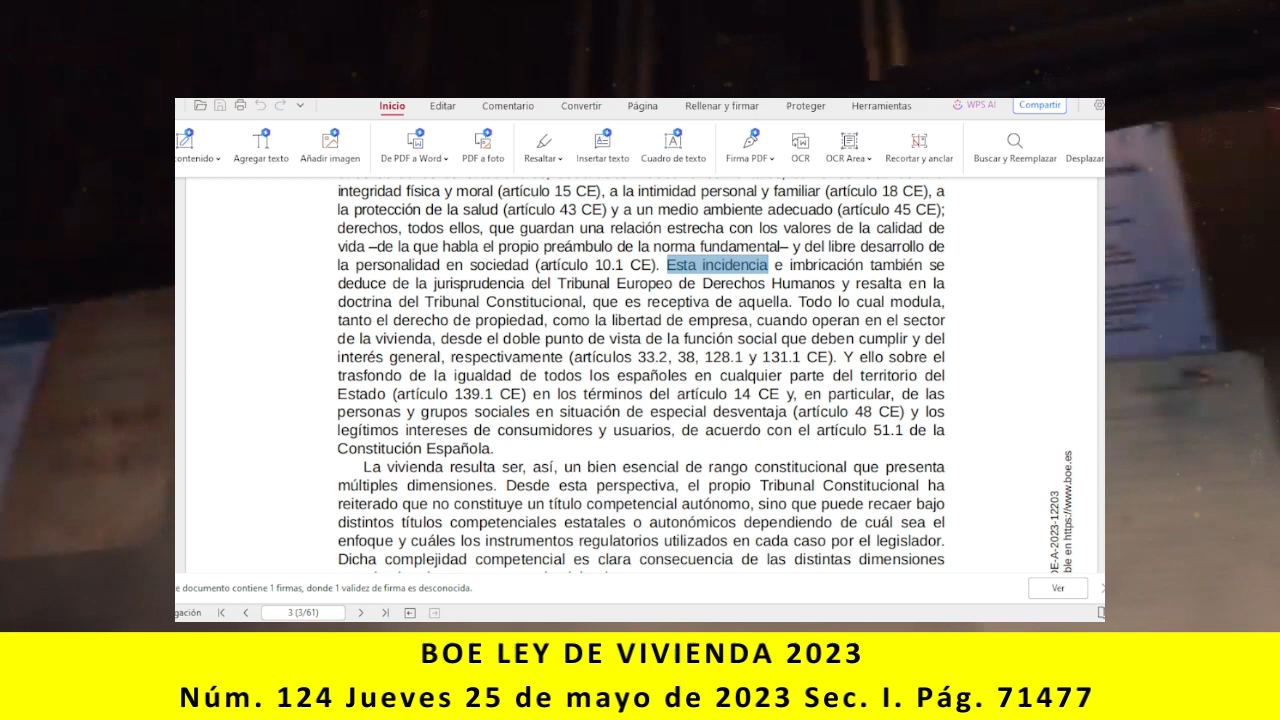 Inicio Editar Comentario Convertir Página Rellenar y firmar Proteger Herramientas WPS AI Compartir
contenido Agregar texto Añadir imagen De PDF a Word PDF a foto Resaltar Insertar texto Cuadro de texto Firma PDF OCR OCR Area Recortar y anclar Buscar y Reemplazar Desplazar
integridad física y moral (artículo 15 CE), a la intimidad personal y familiar (artículo 18 CE), a
la protección de la salud (artículo 43 CE) y a un medio ambiente adecuado (artículo 45 CE);
derechos, todos ellos, que guardan una relación estrecha con los valores de la calidad de
vida –de la que habla el propio preámbulo de la norma fundamental– y del libre desarrollo de
la personalidad en sociedad (artículo 10.1 CE). Esta incidencia e imbricación también se
deduce de la jurisprudencia del Tribunal Europeo de Derechos Humanos y resalta en la
doctrina del Tribunal Constitucional, que es receptiva de aquella. Todo lo cual modula,
tanto el derecho de propiedad, como la libertad de empresa, cuando operan en el sector
de la vivienda, desde el doble punto de vista de la función social que deben cumplir y del
interés general, respectivamente (artículos 33.2, 38, 128.1 y 131.1 CE). Y ello sobre el
trasfondo de la igualdad de todos los españoles en cualquier parte del territorio del
Estado (artículo 139.1 CE) en los términos del artículo 14 CE y, en particular, de las
personas y grupos sociales en situación de especial desventaja (artículo 48 CE) y los
legítimos intereses de consumidores y usuarios, de acuerdo con el artículo 51.1 de la
Constitución Española.
La vivienda resulta ser, así, un bien esencial de rango constitucional que presenta
múltiples dimensiones. Desde esta perspectiva, el propio Tribunal Constitucional ha
reiterado que no constituye un título competencial autónomo, sino que puede recaer bajo
distintos títulos competenciales estatales o autonómicos dependiendo de cuál sea el
enfoque y cuáles los instrumentos regulatorios utilizados en cada caso por el legislador.
Dicha complejidad competencial es clara consecuencia de las distintas dimensiones
OE-A-2023-12203
ble en https://www.boe.es
e documento contiene 1 firmas, donde 1 validez de firma es desconocida.
Ver
gación 3 (3/61)
BOE LEY DE VIVIENDA 2023
Núm. 124 Jueves 25 de mayo de 2023 Sec. I. Pág. 71477